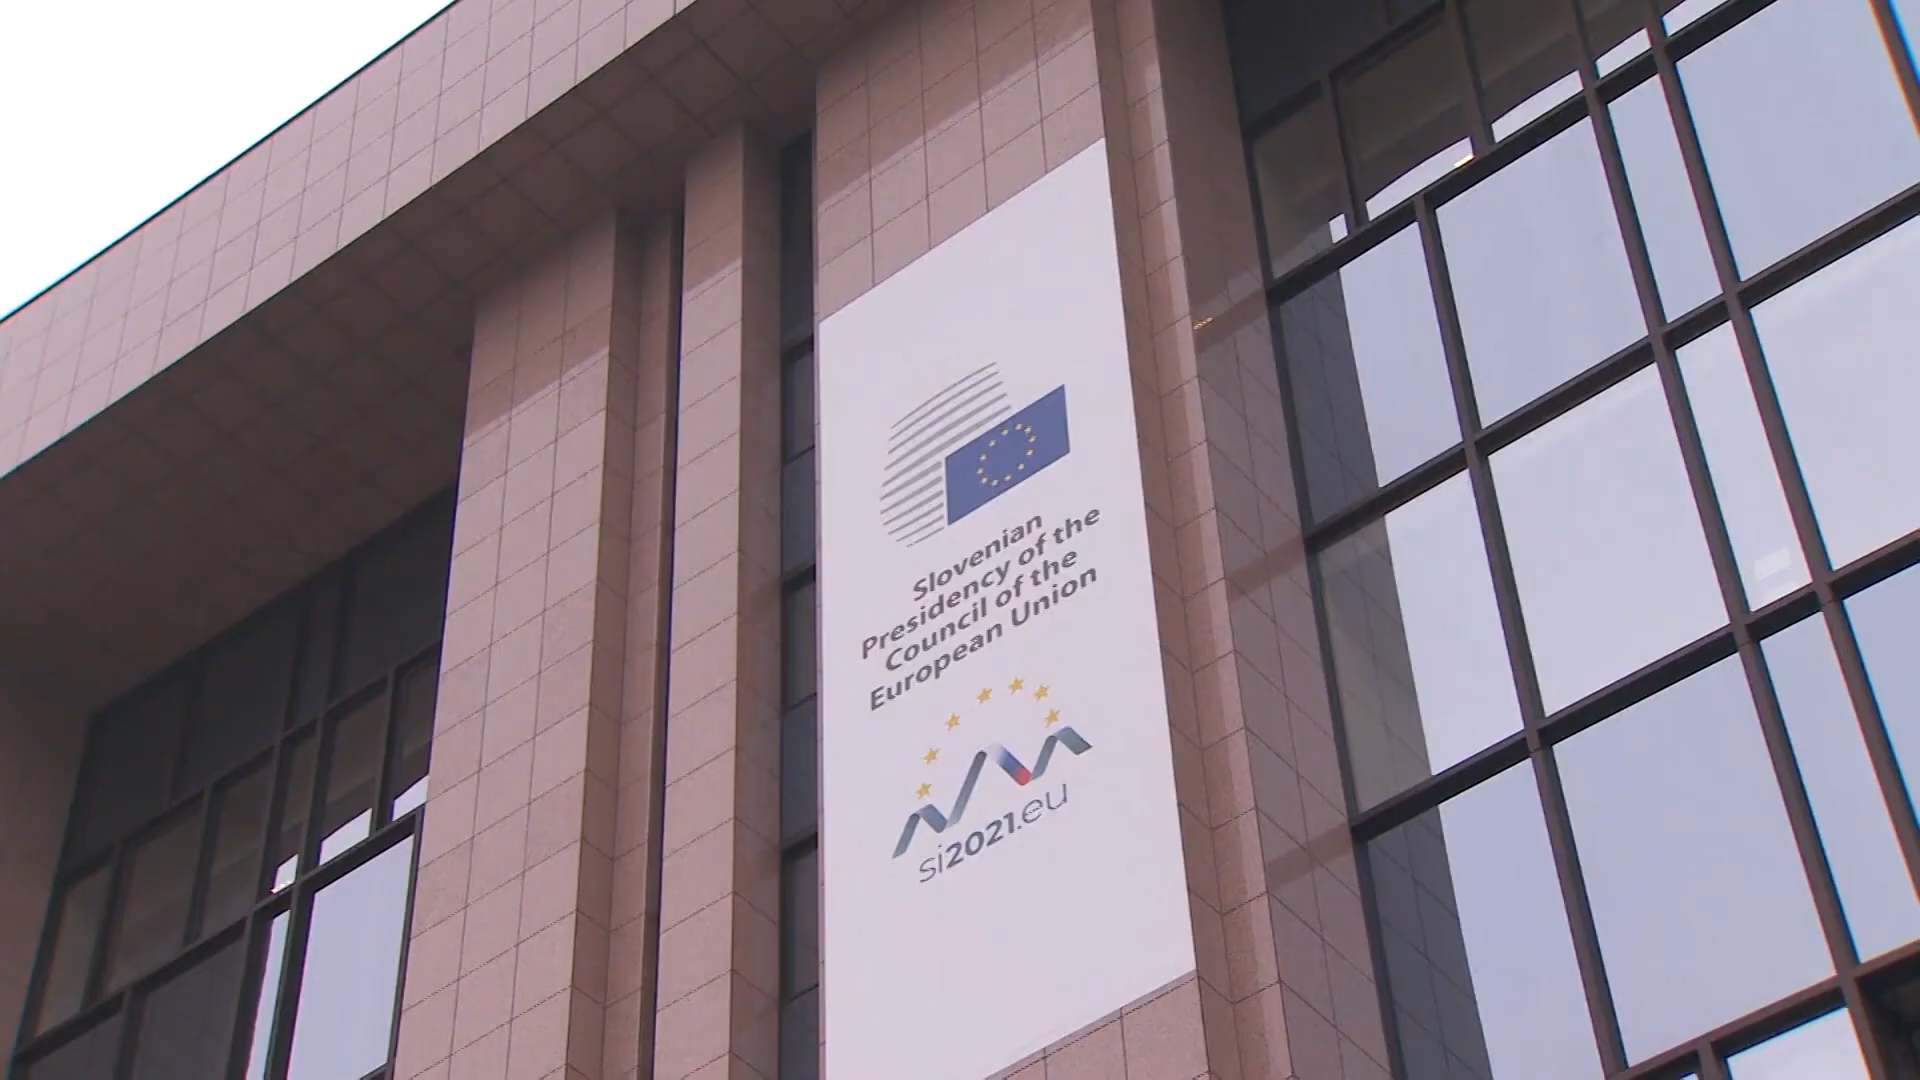 Slovenian
Presidency of the
Council of the
European Union
si2021.eu